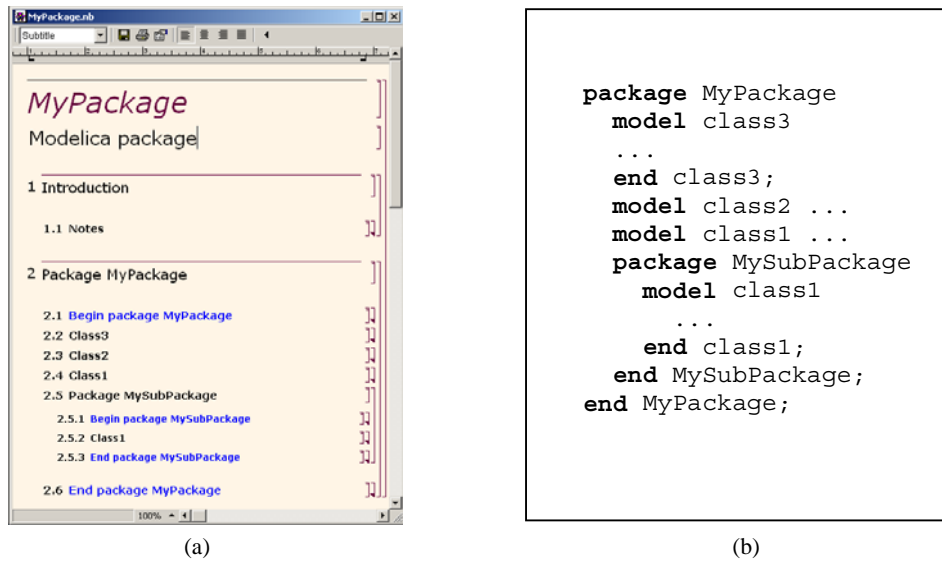 MyPackage.nb
Subtitle
MyPackage
Modelica package
1 Introduction
1.1 Notes
2 Package MyPackage
2.1 Begin package MyPackage
2.2 Class3
2.3 Class2
2.4 Class1
2.5 Package MySubPackage
2.5.1 Begin package MySubPackage
2.5.2 Class1
2.5.3 End package MySubPackage
2.6 End package MyPackage
100%
(a)
package MyPackage
model class3
...
end class3;
model class2 ...
model class1 ...
package MySubPackage
model class1
...
end class1;
end MySubPackage;
end MyPackage;
(b)